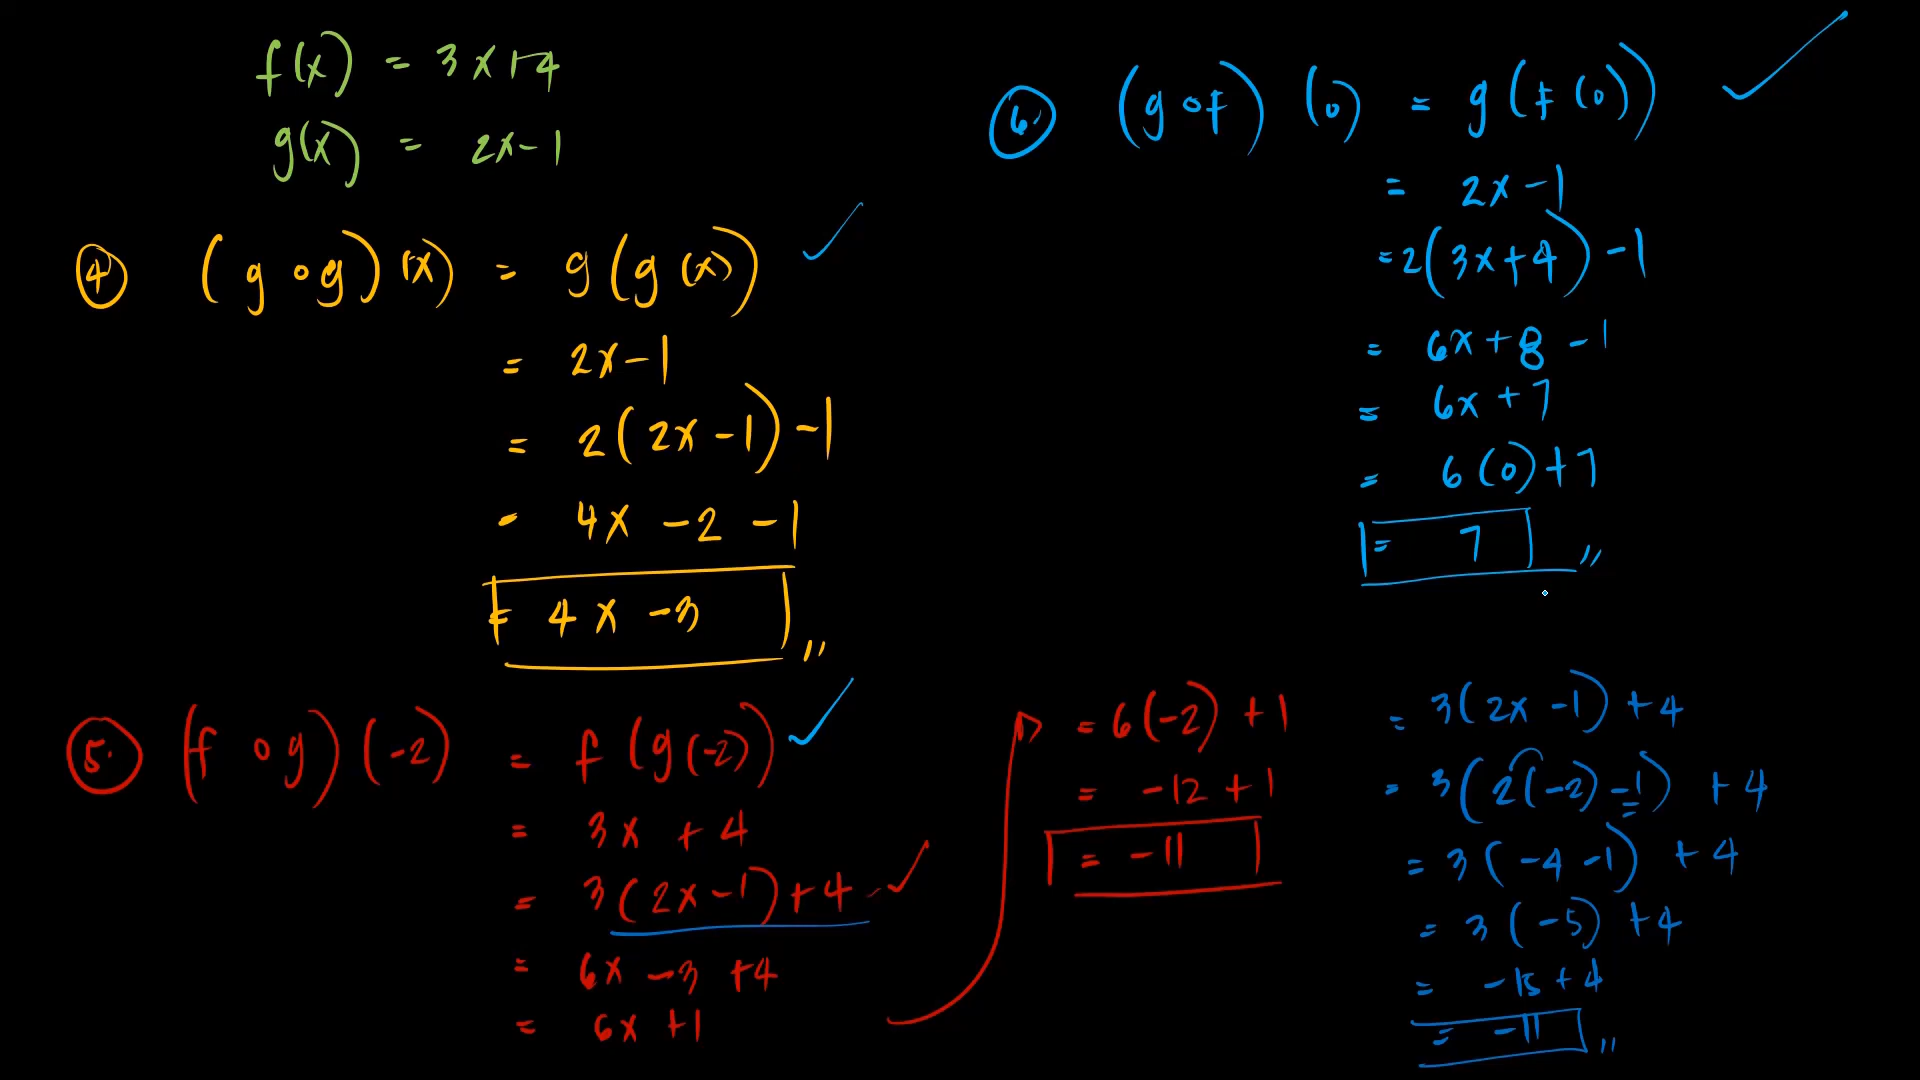 f(x) = 3x+4
g(x) = 2x-1
④ (g∘g)(x) = g(g(x))
= 2x-1
= 2(2x-1)-1
= 4x-2-1
= 4x-3
⑤. (f∘g)(-2) = f(g(-2))
= 3x+4
= 3(2x-1)+4
= 6x-3+4
= 6x+1
= 6(-2)+1
= -12+1
= -11
= 3(2x-1)+4
= 3(2(-2)-1)+4
= 3(-4-1)+4
= 3(-5)+4
= -15+4
= -11
⑥. (g∘f)(0) = g(f(0))
= 2x-1
= 2(3x+4)-1
= 6x+8-1
= 6x+7
= 6(0)+7
= 7